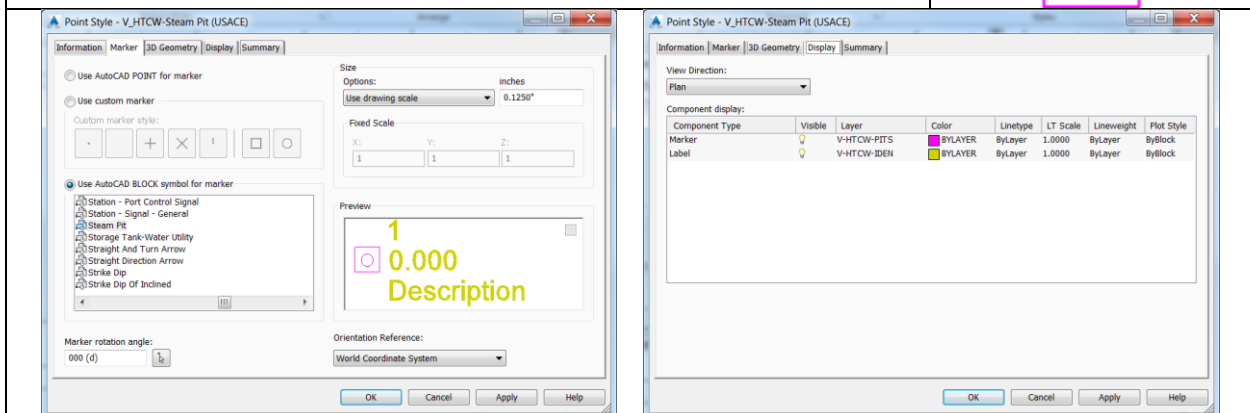 Point Style - V_HTCW-Steam Pit (USACE)
Information Marker 3D Geometry Display Summary
Use AutoCAD POINT for marker
Use custom marker
Custom marker style:
Use AutoCAD BLOCK symbol for marker
Station - Port Control Signal
Station - Signal - General
Steam Pit
Storage Tank-Water Utility
Straight And Turn Arrow
Straight Direction Arrow
Strike Dip
Strike Dip Of Inclined
Marker rotation angle:
000 (d)
Size
Options: inches
Use drawing scale 0.1250"
Fixed Scale
X: Y: Z:
1 1 1
Preview
1
0.000
Description
Orientation Reference:
World Coordinate System
OK Cancel Apply Help
Point Style - V_HTCW-Steam Pit (USACE)
Information Marker 3D Geometry Display Summary
View Direction:
Plan
Component display:
Component Type Visible Layer Color Linetype LT Scale Lineweight Plot Style
Marker V-HTCW-PITS BYLAYER ByLayer 1.0000 ByLayer ByBlock
Label V-HTCW-IDEN BYLAYER ByLayer 1.0000 ByLayer ByBlock
OK Cancel Apply Help